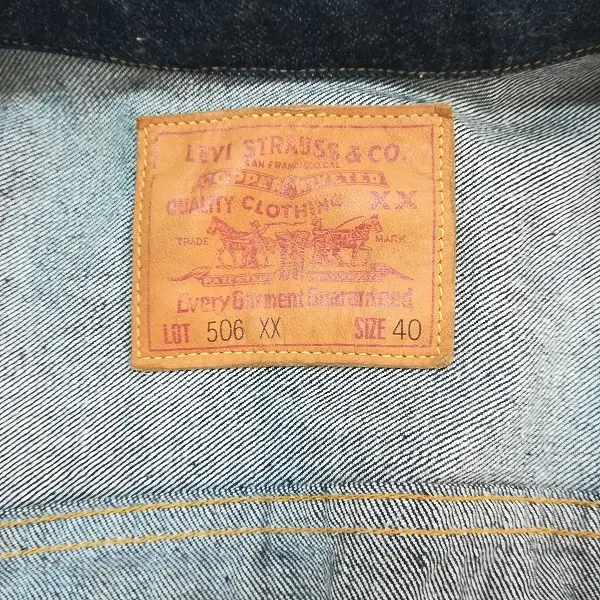 LEVI STRAUSS & CO.
SAN FRANCISCO CAL
COPPER RIVETED
QUALITY CLOTHING XX
TRADE MARK
PATENTED
Every Garment Guaranteed
LOT 506 XX SIZE 40